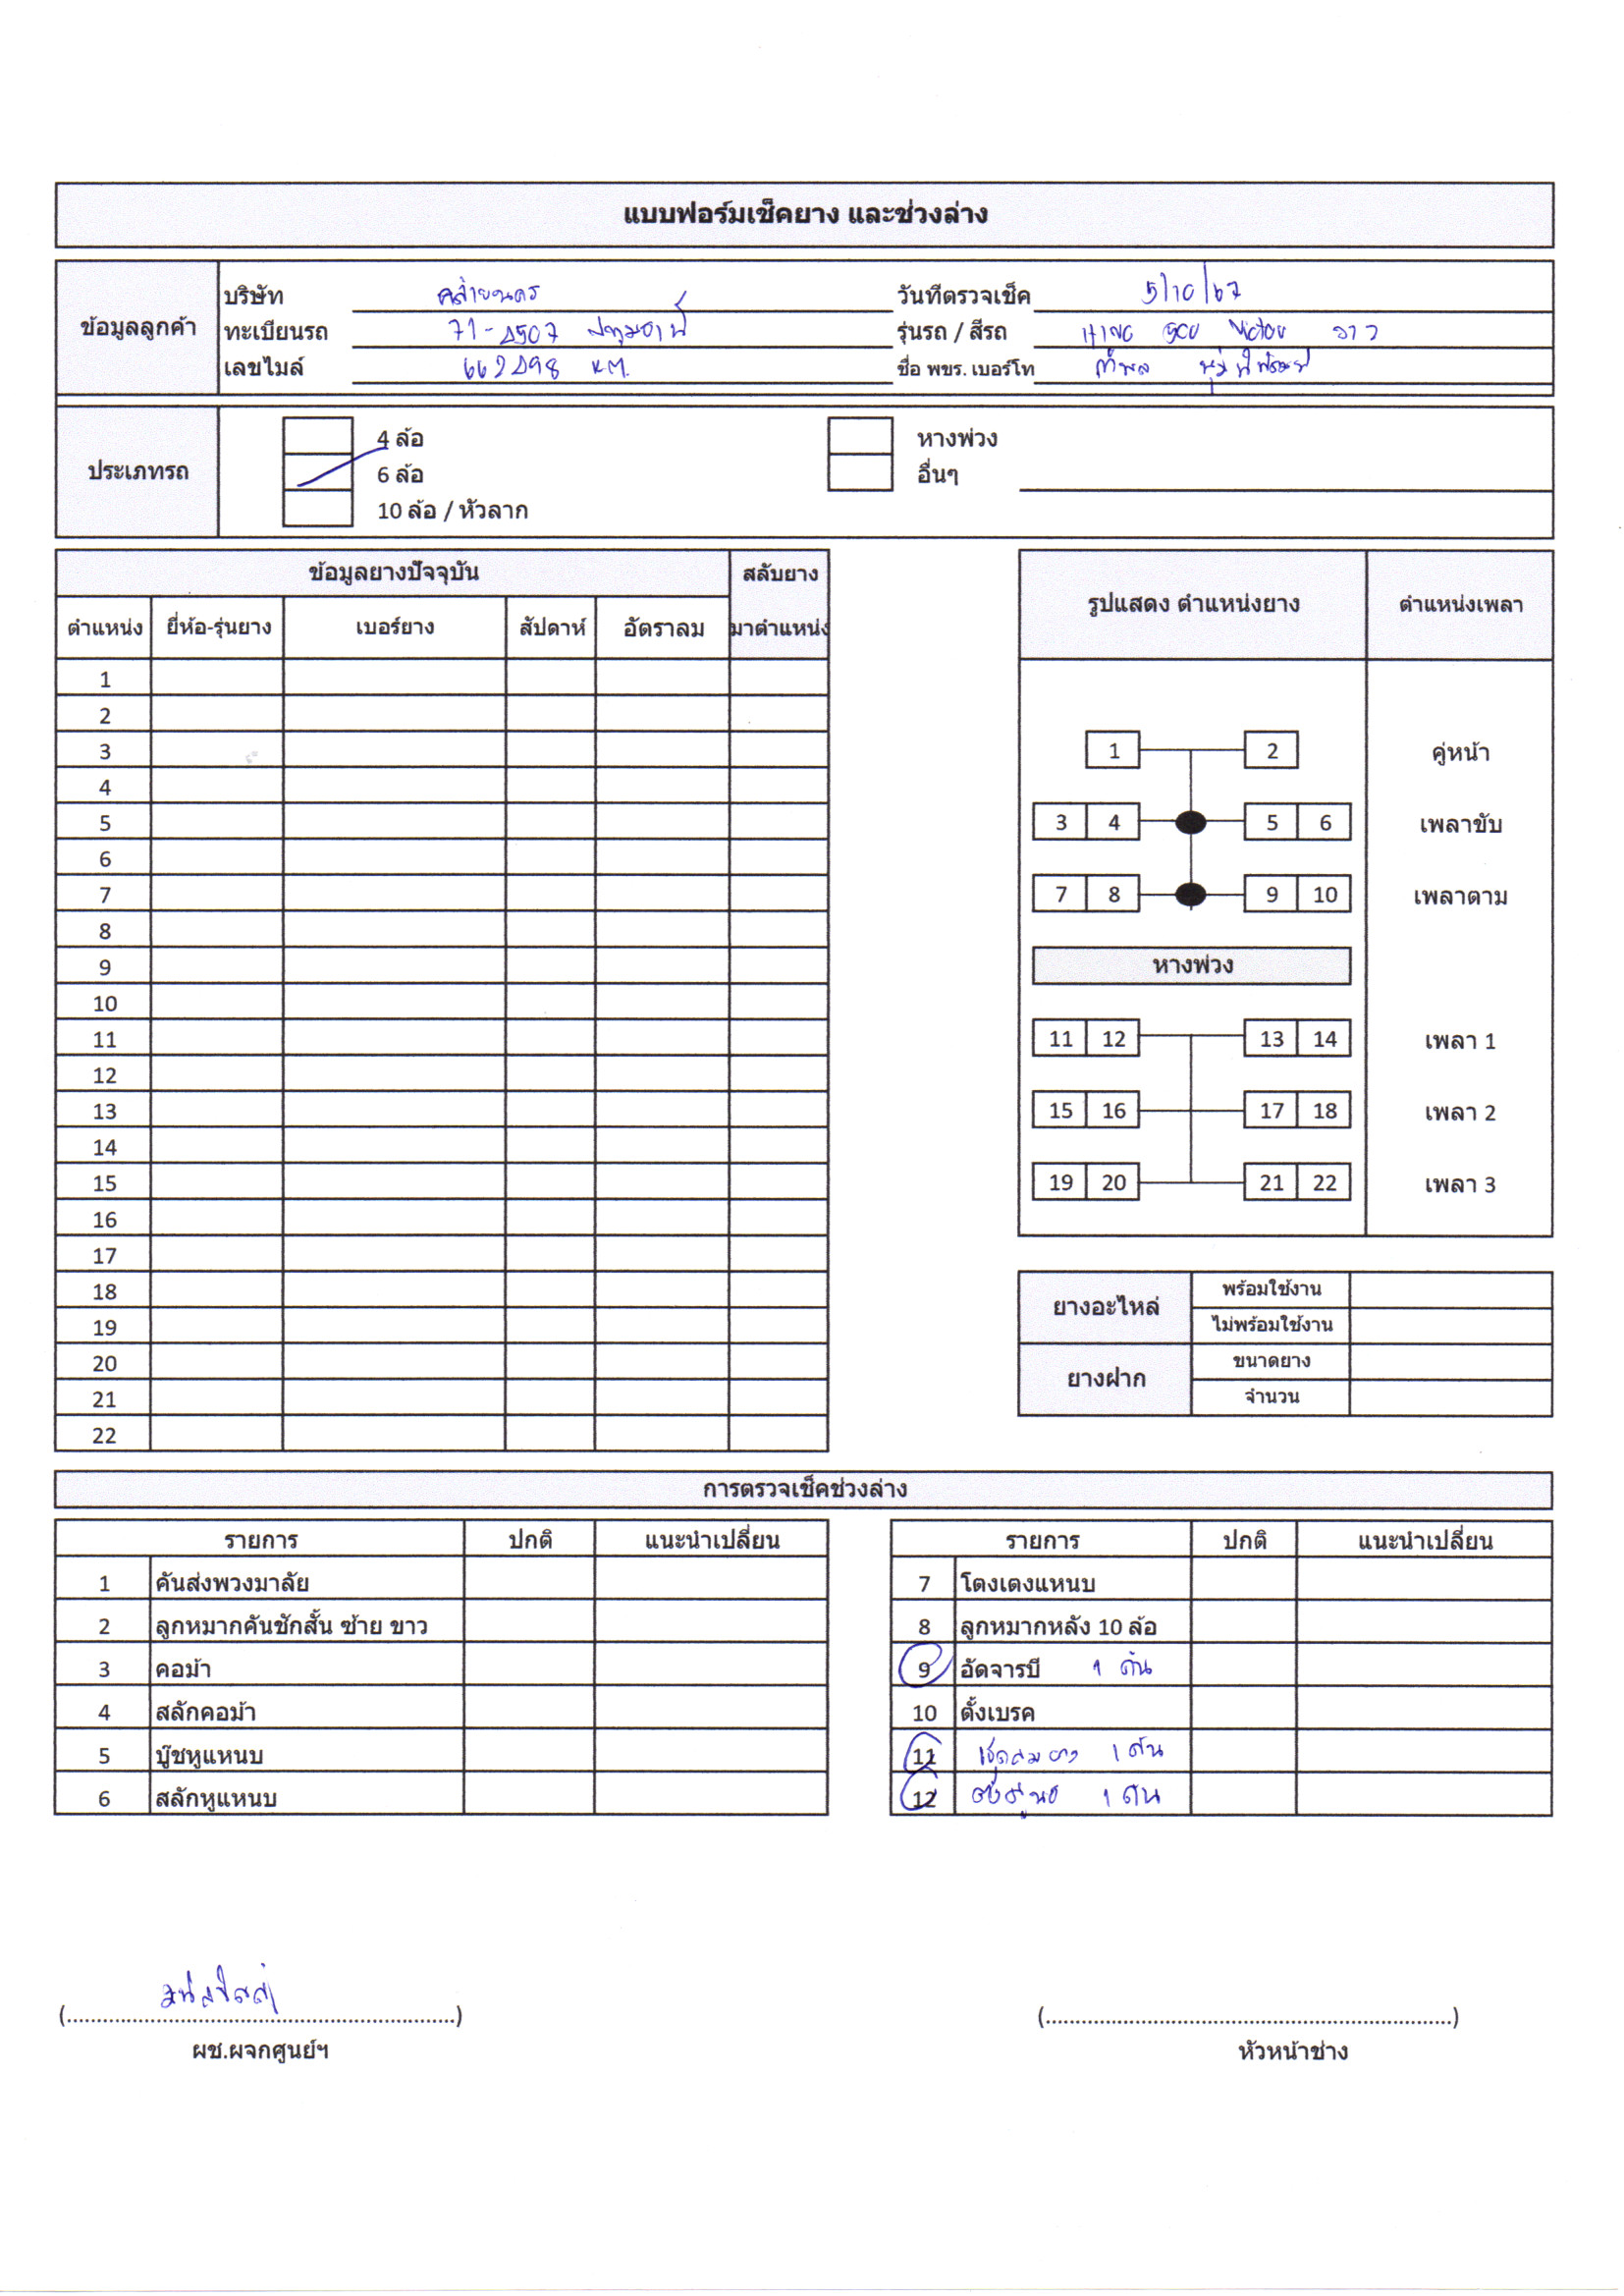 แบบฟอร์มเช็คยาง และช่วงล่าง
ข้อมูลลูกค้า
บริษัท วันที่ตรวจเช็ค 5/10/67
ทะเบียนรถ 71-4507 ปทุมธานี รุ่นรถ / สีรถ HINO Victor ขาว
เลขไมล์ 662498 KM. ชื่อ พขร. เบอร์โท
ประเภทรถ
4 ล้อ หางพ่วง
6 ล้อ อื่นๆ
10 ล้อ / หัวลาก
ข้อมูลยางปัจจุบัน สลับยาง
ตำแหน่ง ยี่ห้อ-รุ่นยาง เบอร์ยาง สัปดาห์ อัตราลม มาตำแหน่ง
1
2
3
4
5
6
7
8
9
10
11
12
13
14
15
16
17
18
19
20
21
22
รูปแสดง ตำแหน่งยาง ตำแหน่งเพลา
1 2 คู่หน้า
3 4 5 6 เพลาขับ
7 8 9 10 เพลาตาม
หางพ่วง
11 12 13 14 เพลา 1
15 16 17 18 เพลา 2
19 20 21 22 เพลา 3
ยางอะไหล่ พร้อมใช้งาน
ไม่พร้อมใช้งาน
ยางฝาก ขนาดยาง
จำนวน
การตรวจเช็คช่วงล่าง
รายการ ปกติ แนะนำเปลี่ยน
1 คันส่งพวงมาลัย
2 ลูกหมากคันชักสั้น ซ้าย ขาว
3 คอม้า
4 สลักคอม้า
5 บู๊ชหูแหนบ
6 สลักหูแหนบ
รายการ ปกติ แนะนำเปลี่ยน
7 โตงเตงแหนบ
8 ลูกหมากหลัง 10 ล้อ
9 อัดจารบี 1 คัน
10 ตั้งเบรค
11 เช็คลมยาง 1 คัน
12 1 คัน
(....................)
ผช.ผจกศูนย์ฯ
(....................)
หัวหน้าช่าง